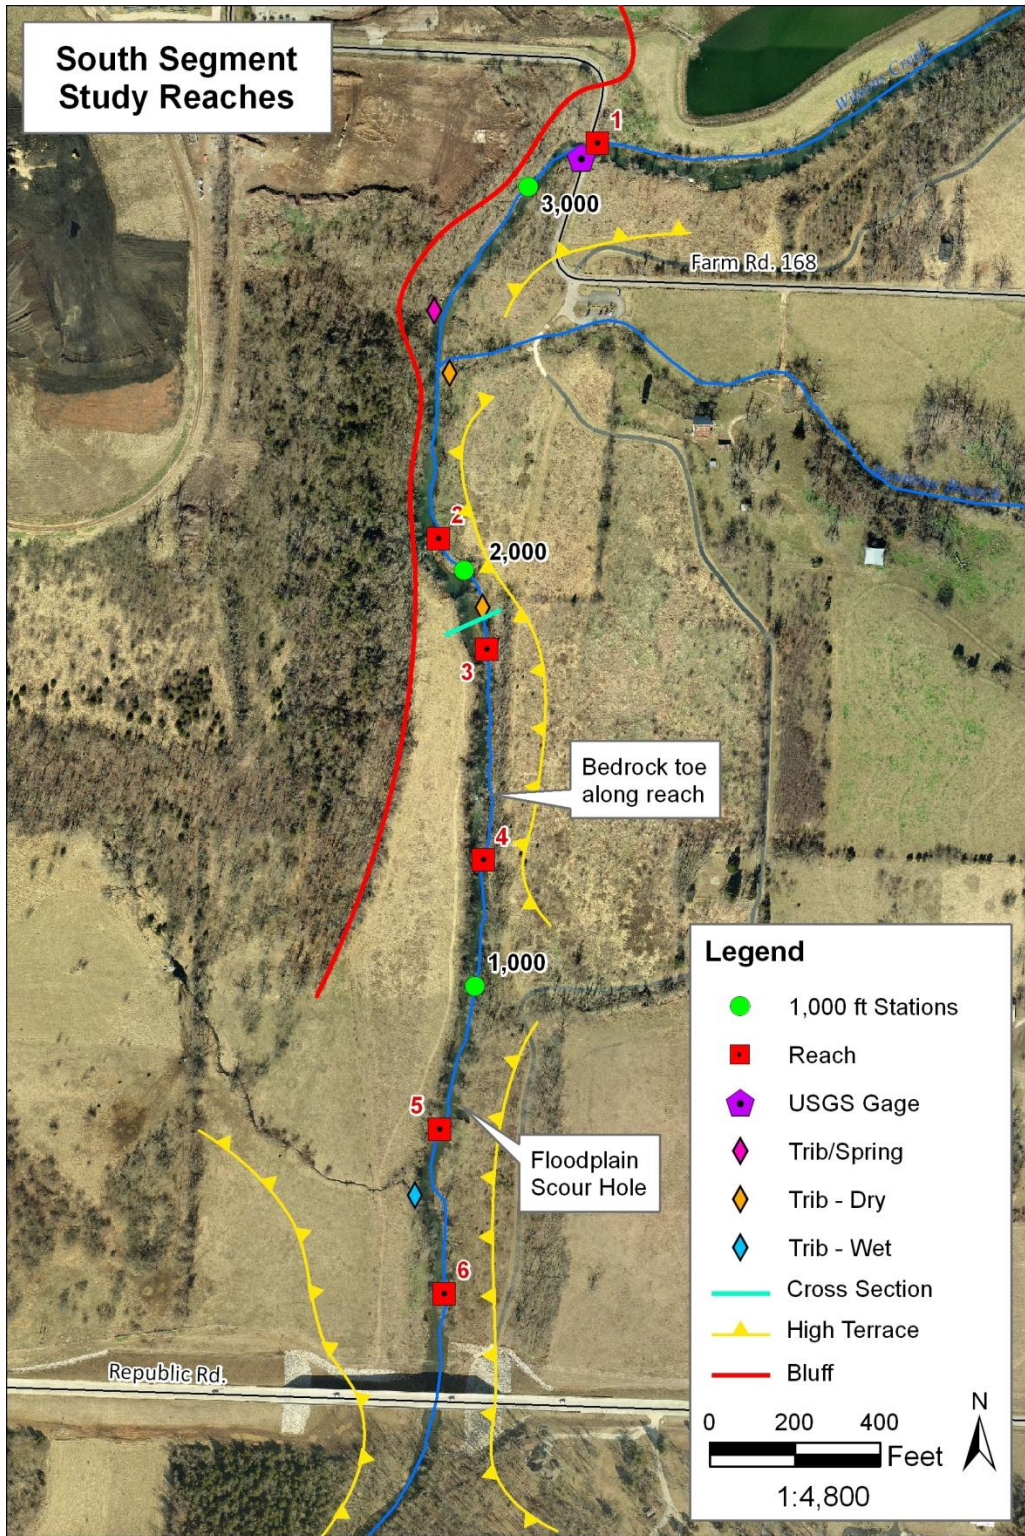 South Segment
Study Reaches
Wilsons Creek
1
3,000
Farm Rd. 168
2
2,000
3
Bedrock toe
along reach
4
1,000
5
Floodplain
Scour Hole
6
Republic Rd.
Legend
1,000 ft Stations
Reach
USGS Gage
Trib/Spring
Trib - Dry
Trib - Wet
Cross Section
High Terrace
Bluff
N
0 200 400
Feet
1:4,800